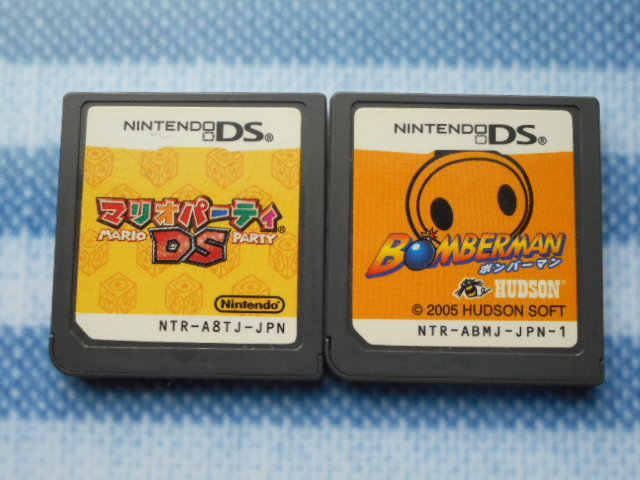 NINTENDO DS®
マリオパーティ®
MARIO DS PARTY
Nintendo
NTR-A8TJ-JPN
NINTENDO DS®
BOMBERMAN
ボンバーマン
HUDSON®
© 2005 HUDSON SOFT
NTR-ABMJ-JPN-1